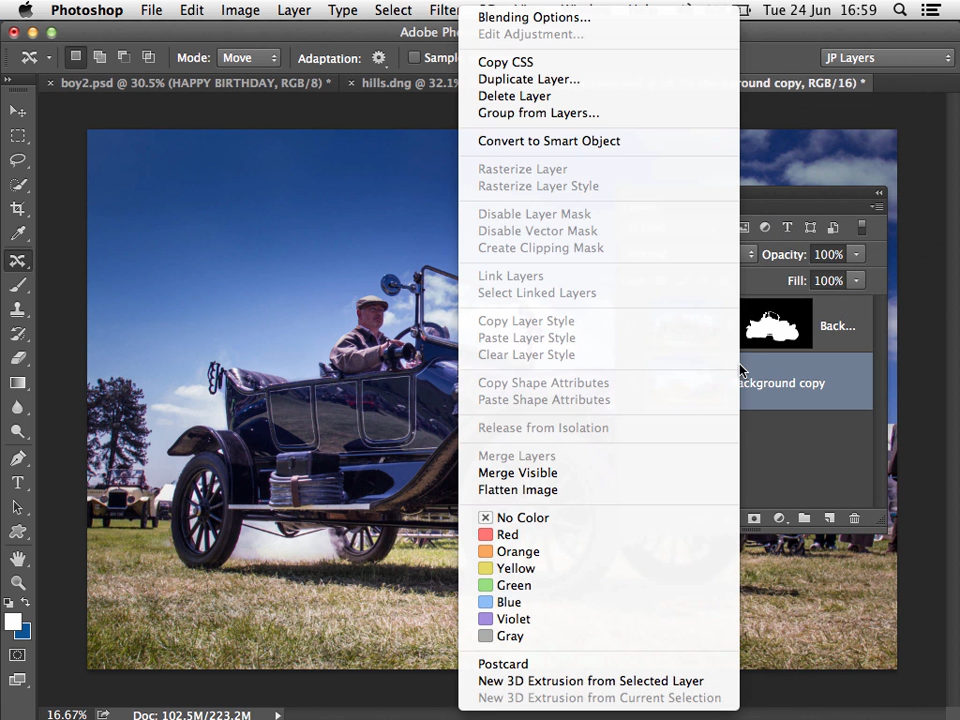 Photoshop File Edit Image Layer Type Select Filter Tue 24 Jun 16:59
Adobe Pho
Mode: Move Adaptation: Sampl JP Layers
× boy2.psd @ 30.5% (HAPPY BIRTHDAY, RGB/8) * × hills.dng @ 32.1% round copy, RGB/16) *
Blending Options...
Edit Adjustment...
Copy CSS
Duplicate Layer...
Delete Layer
Group from Layers...
Convert to Smart Object
Rasterize Layer
Rasterize Layer Style
Disable Layer Mask
Disable Vector Mask
Create Clipping Mask
Link Layers
Select Linked Layers
Copy Layer Style
Paste Layer Style
Clear Layer Style
Copy Shape Attributes
Paste Shape Attributes
Release from Isolation
Merge Layers
Merge Visible
Flatten Image
No Color
Red
Orange
Yellow
Green
Blue
Violet
Gray
Postcard
New 3D Extrusion from Selected Layer
New 3D Extrusion from Current Selection
Opacity: 100%
Fill: 100%
Back...
ackground copy
16.67% Doc: 102.5M/223.2M